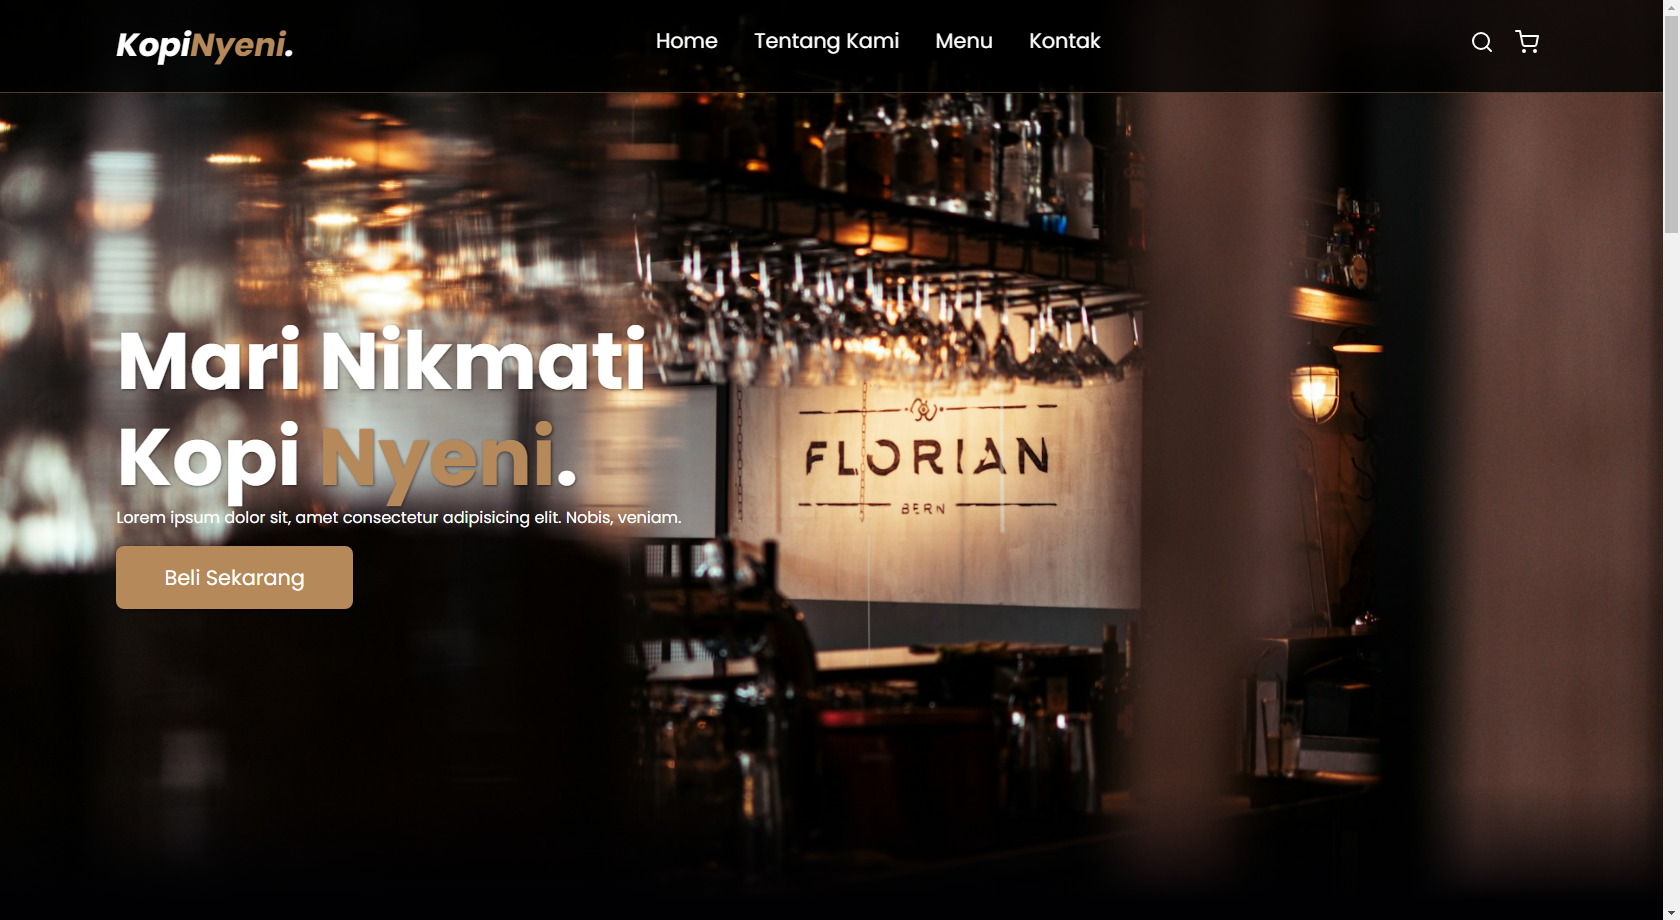 KopiNyeni.
Home Tentang Kami Menu Kontak
Mari Nikmati
Kopi Nyeni.
Lorem ipsum dolor sit, amet consectetur adipisicing elit. Nobis, veniam.
Beli Sekarang
FLORIAN
BERN